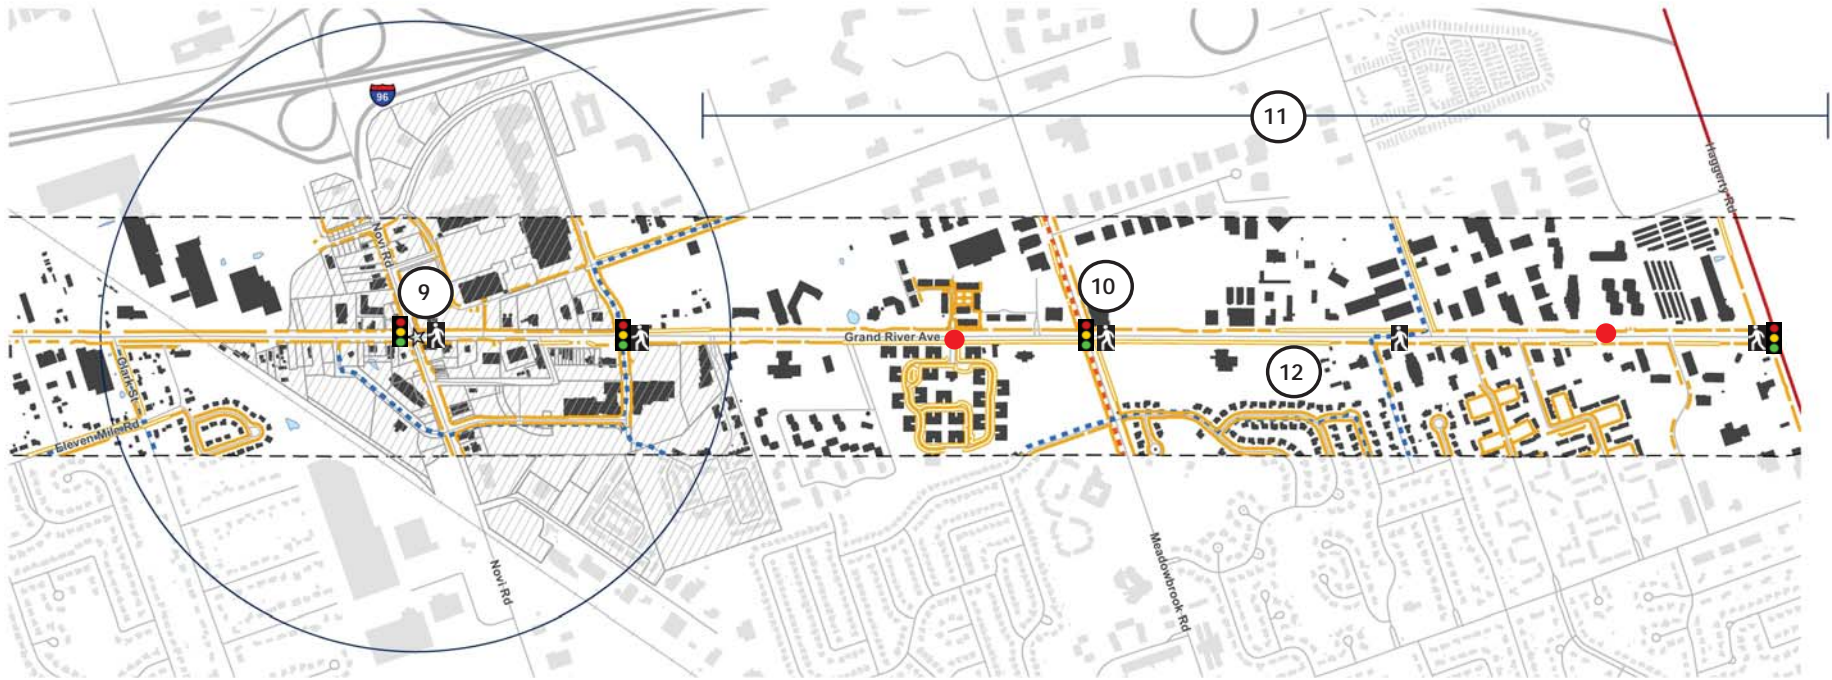 96
11
Haggerty Rd
Novi Rd
9
10
Grand River Ave
12
Clark St
Eleven Mile Rd
Novi Rd
Meadowbrook Rd